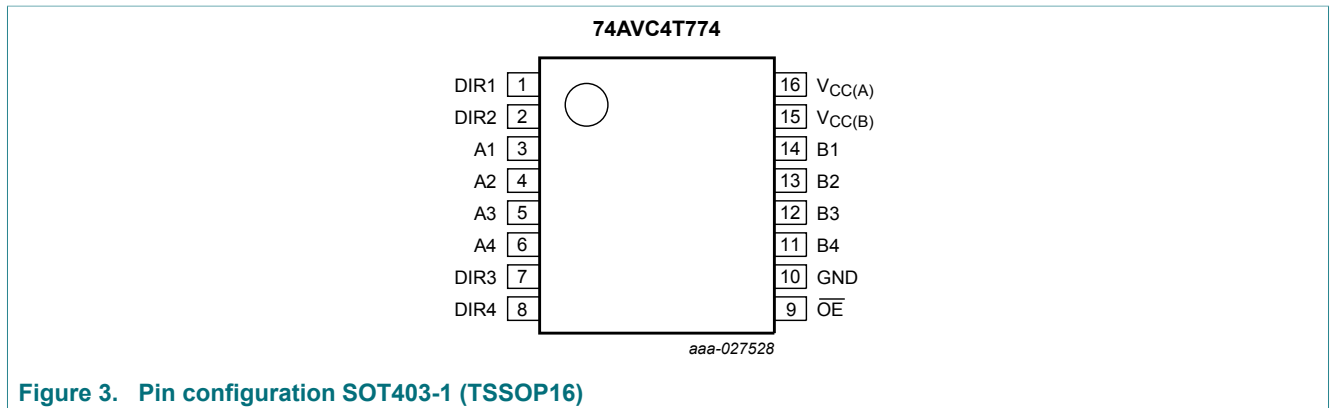 74AVC4T774
DIR1 1 16 VCC(A)
DIR2 2 15 VCC(B)
A1 3 14 B1
A2 4 13 B2
A3 5 12 B3
A4 6 11 B4
DIR3 7 10 GND
DIR4 8 9 O̅E̅
aaa-027528
Figure 3. Pin configuration SOT403-1 (TSSOP16)